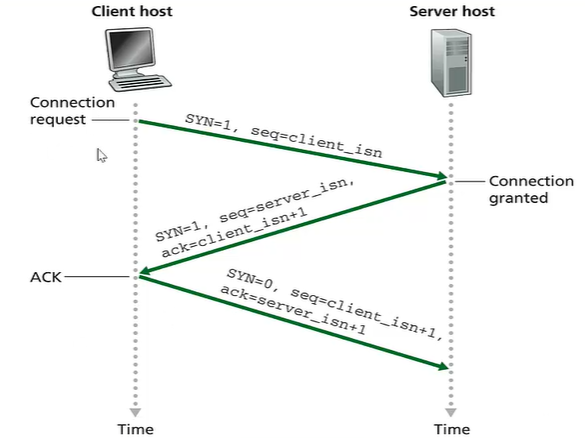 Client host
Server host
Connection
request
SYN=1, seq=client_isn
Connection
granted
SYN=1, seq=server_isn,
ack=client_isn+1
ACK
SYN=0, seq=client_isn+1,
ack=server_isn+1
Time
Time